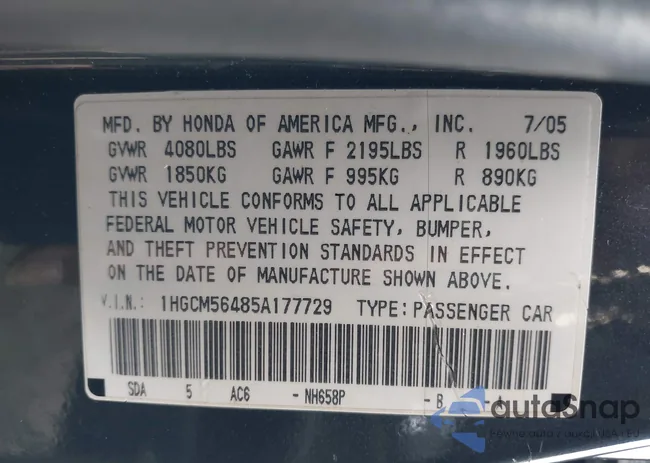 MFD. BY HONDA OF AMERICA MFG., INC. 7/05
GVWR 4080LBS GAWR F 2195LBS R 1960LBS
GVWR 1850KG GAWR F 995KG R 890KG
THIS VEHICLE CONFORMS TO ALL APPLICABLE
FEDERAL MOTOR VEHICLE SAFETY, BUMPER,
AND THEFT PREVENTION STANDARDS IN EFFECT
ON THE DATE OF MANUFACTURE SHOWN ABOVE.
V.I.N.: 1HGCM56485A177729 TYPE: PASSENGER CAR
SDA 5 AC6 -NH658P -B
autoSnap